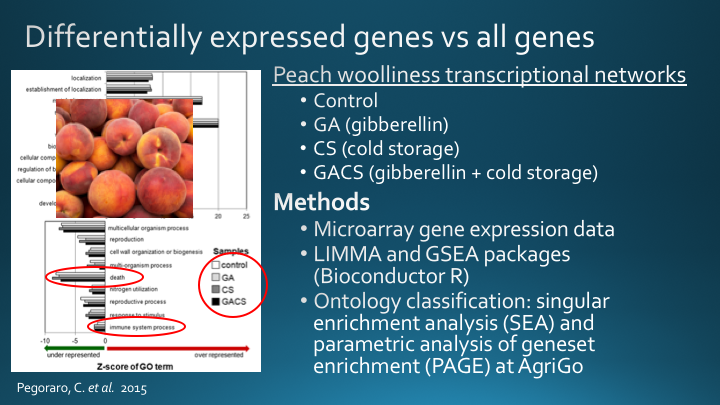 Differentially expressed genes vs all genes
localization
establishment of localization
20
25
cellular compo
regulation of b
cellular compo
develo
multicellular organism process
reproduction
cell wall organization or biogenesis
multi-organism process
death
nitrogen utilization
reproductive process
response to stimulus
immune system process
Samples
control
GA
CS
GACS
-10
-5
0
under represented
over represented
Z-score of GO term
Pegoraro, C. et al. 2015
Peach woolliness transcriptional networks
• Control
• GA (gibberellin)
• CS (cold storage)
• GACS (gibberellin + cold storage)
Methods
• Microarray gene expression data
• LIMMA and GSEA packages
(Bioconductor R)
• Ontology classification: singular
enrichment analysis (SEA) and
parametric analysis of geneset
enrichment (PAGE) at AgriGo